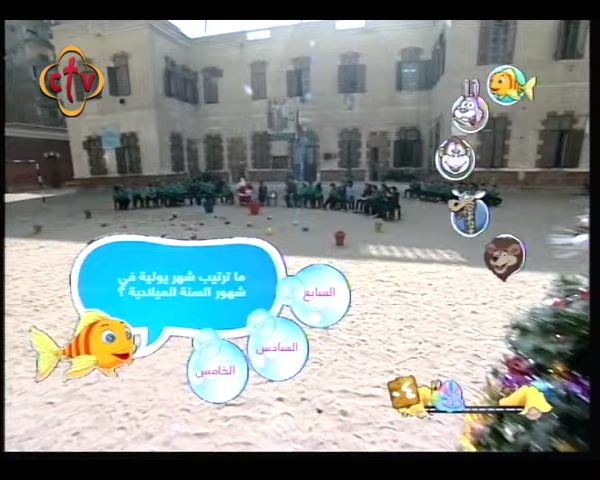 CTV
ما ترتيب شهر يولية في
شهور السنة الميلادية ؟
السابع
السادس
الخامس